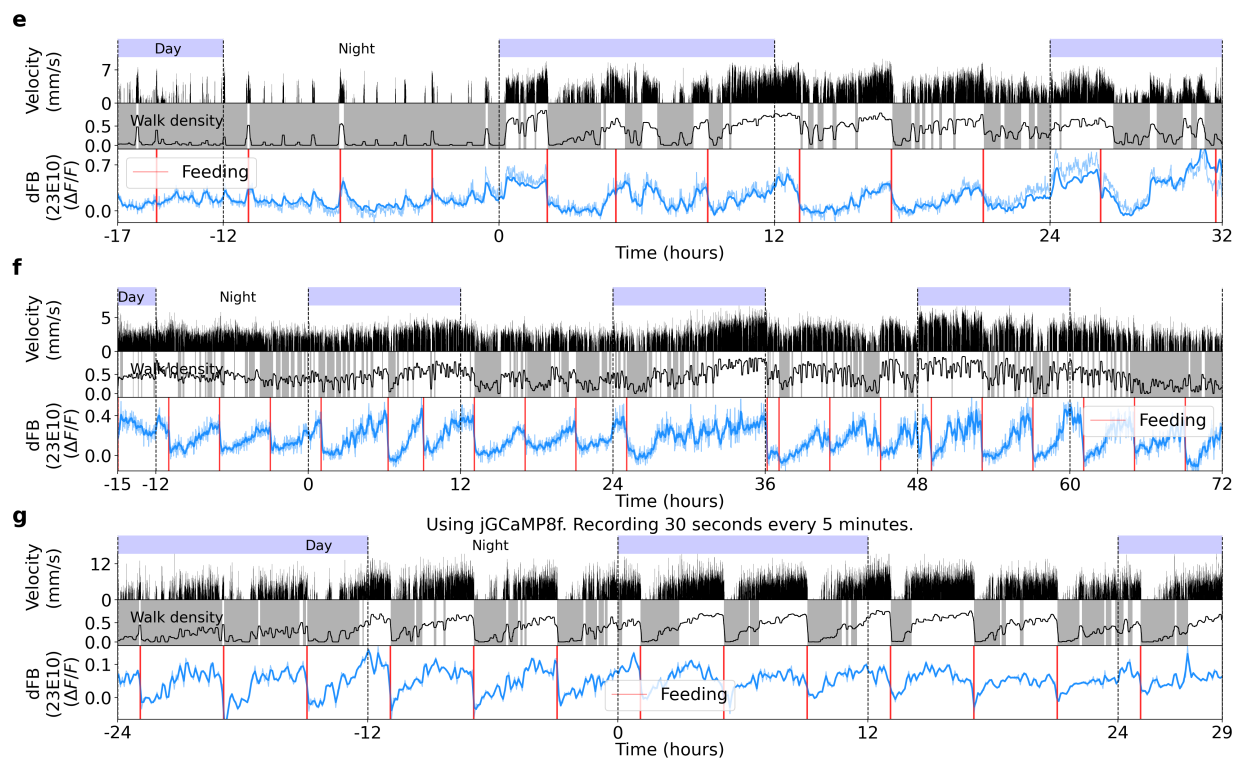 e
Day
Night
Velocity
(mm/s)
7
0
Walk density
0.5
0.0
dFB
(23E10)
(ΔF/F)
0.7
0.0
Feeding
-17
-12
0
12
24
32
Time (hours)
f
Day
Night
Velocity
(mm/s)
5
0
Walk density
0.5
0.0
dFB
(23E10)
(ΔF/F)
0.4
0.0
Feeding
-15
-12
0
12
24
36
48
60
72
Time (hours)
g
Using jGCaMP8f. Recording 30 seconds every 5 minutes.
Day
Night
Velocity
(mm/s)
12
0
Walk density
0.5
0.0
dFB
(23E10)
(ΔF/F)
0.1
0.0
Feeding
-24
-12
0
12
24
29
Time (hours)